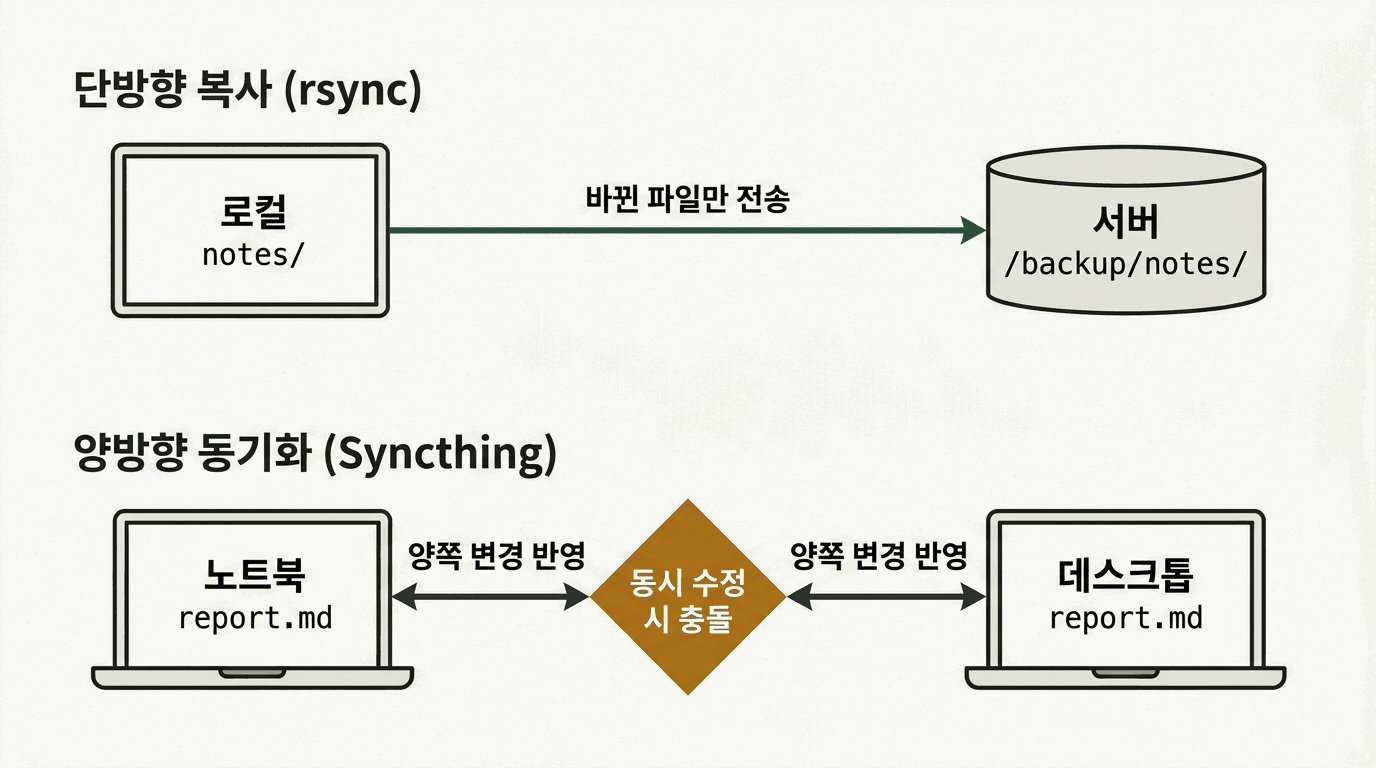 단방향 복사 (rsync)
로컬
notes/
바뀐 파일만 전송
서버
/backup/notes/
양방향 동기화 (Syncthing)
노트북
report.md
양쪽 변경 반영
동시 수정
시 충돌
양쪽 변경 반영
데스크톱
report.md